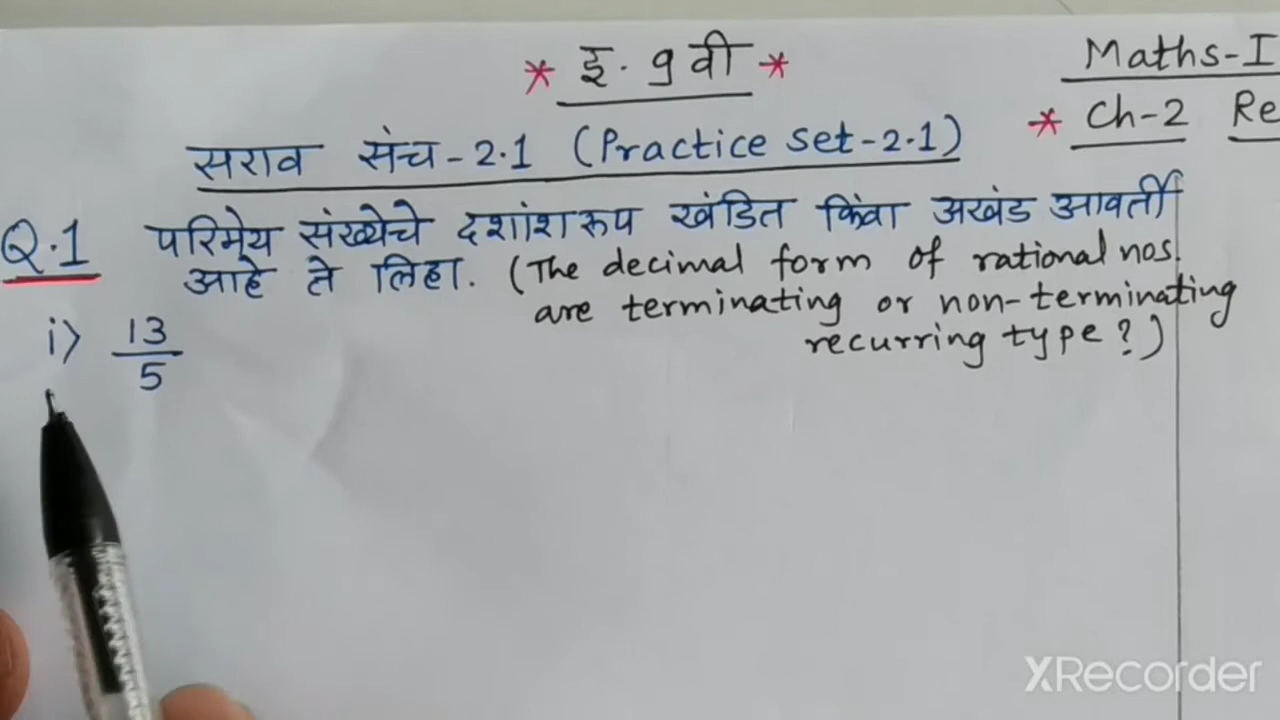 * इ. ९ वी *
Maths-I
* Ch-2 Re
सराव संच-2.1 (Practice Set-2.1)
Q.1 परिमेय संख्येचे दशांशरूप खंडित किंवा अखंड आवर्ती
आहे ते लिहा. (The decimal form of rational nos.
are terminating or non-terminating
recurring type?)
i) 13/5
XRecorder